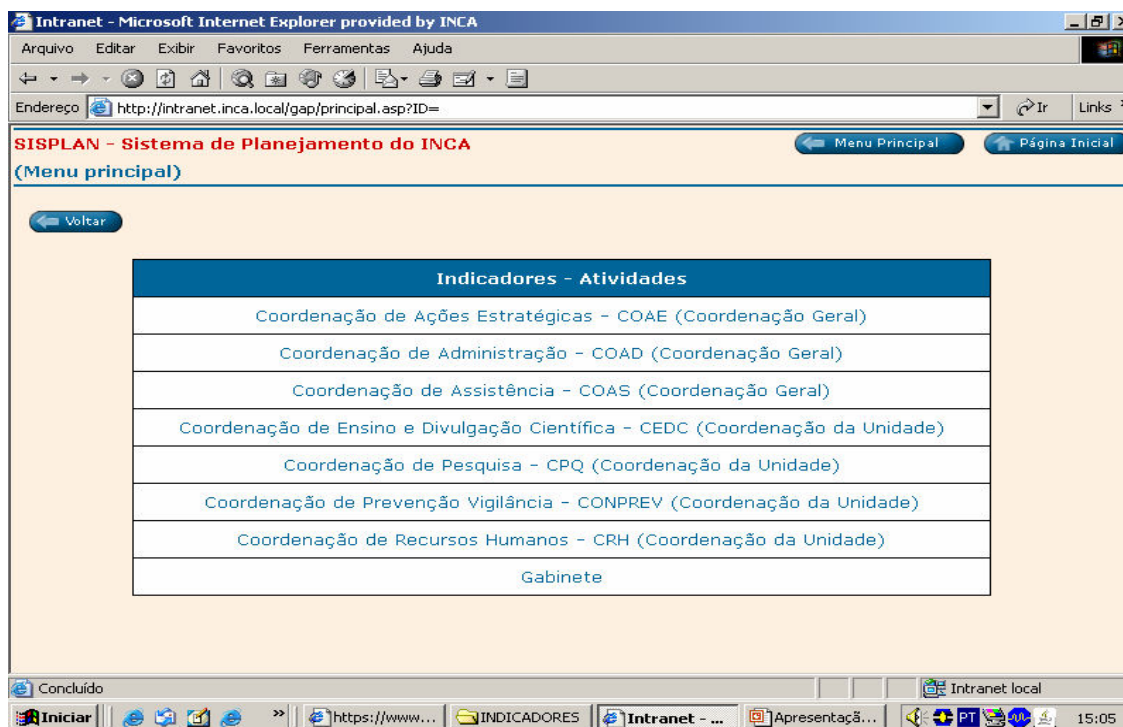 Intranet - Microsoft Internet Explorer provided by INCA
Arquivo Editar Exibir Favoritos Ferramentas Ajuda
Endereço http://intranet.inca.local/gap/principal.asp?ID= Ir Links
SISPLAN - Sistema de Planejamento do INCA Menu Principal Página Inicial
(Menu principal)
Voltar
Indicadores - Atividades
Coordenação de Ações Estratégicas - COAE (Coordenação Geral)
Coordenação de Administração - COAD (Coordenação Geral)
Coordenação de Assistência - COAS (Coordenação Geral)
Coordenação de Ensino e Divulgação Científica - CEDC (Coordenação da Unidade)
Coordenação de Pesquisa - CPQ (Coordenação da Unidade)
Coordenação de Prevenção Vigilância - CONPREV (Coordenação da Unidade)
Coordenação de Recursos Humanos - CRH (Coordenação da Unidade)
Gabinete
Concluído Intranet local
Iniciar » https://www... INDICADORES Intranet - ... Apresentaçã... PT 15:05